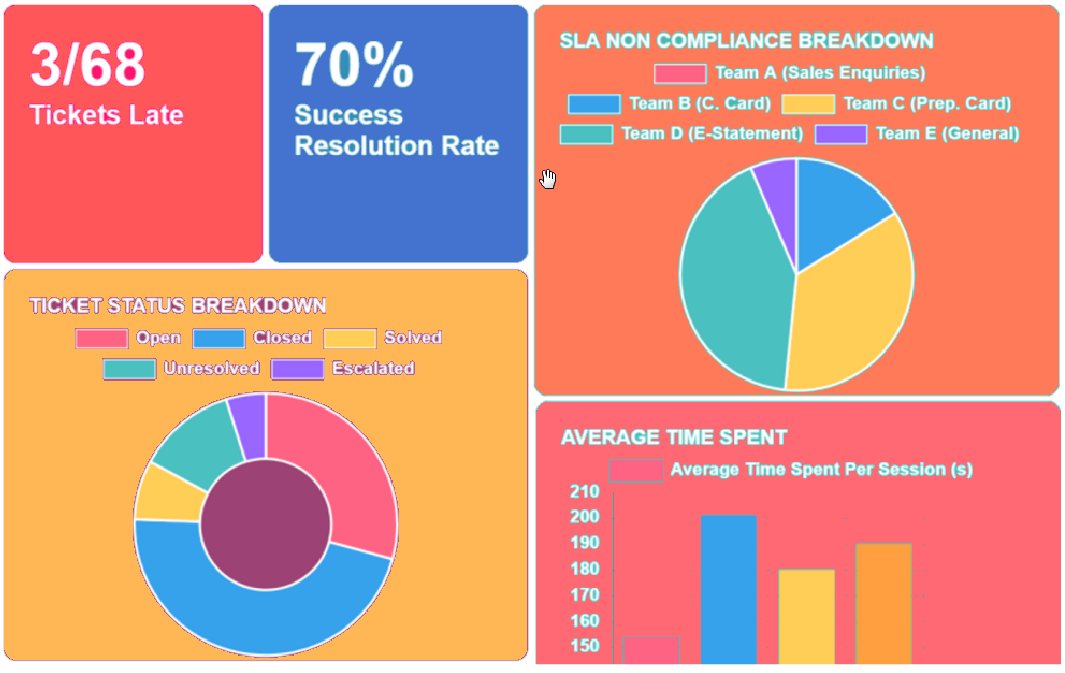 3/68
Tickets Late
70%
Success
Resolution Rate
SLA NON COMPLIANCE BREAKDOWN
Team A (Sales Enquiries)
Team B (C. Card) Team C (Prep. Card)
Team D (E-Statement) Team E (General)
TICKET STATUS BREAKDOWN
Open Closed Solved
Unresolved Escalated
AVERAGE TIME SPENT
Average Time Spent Per Session (s)
210
200
190
180
170
160
150